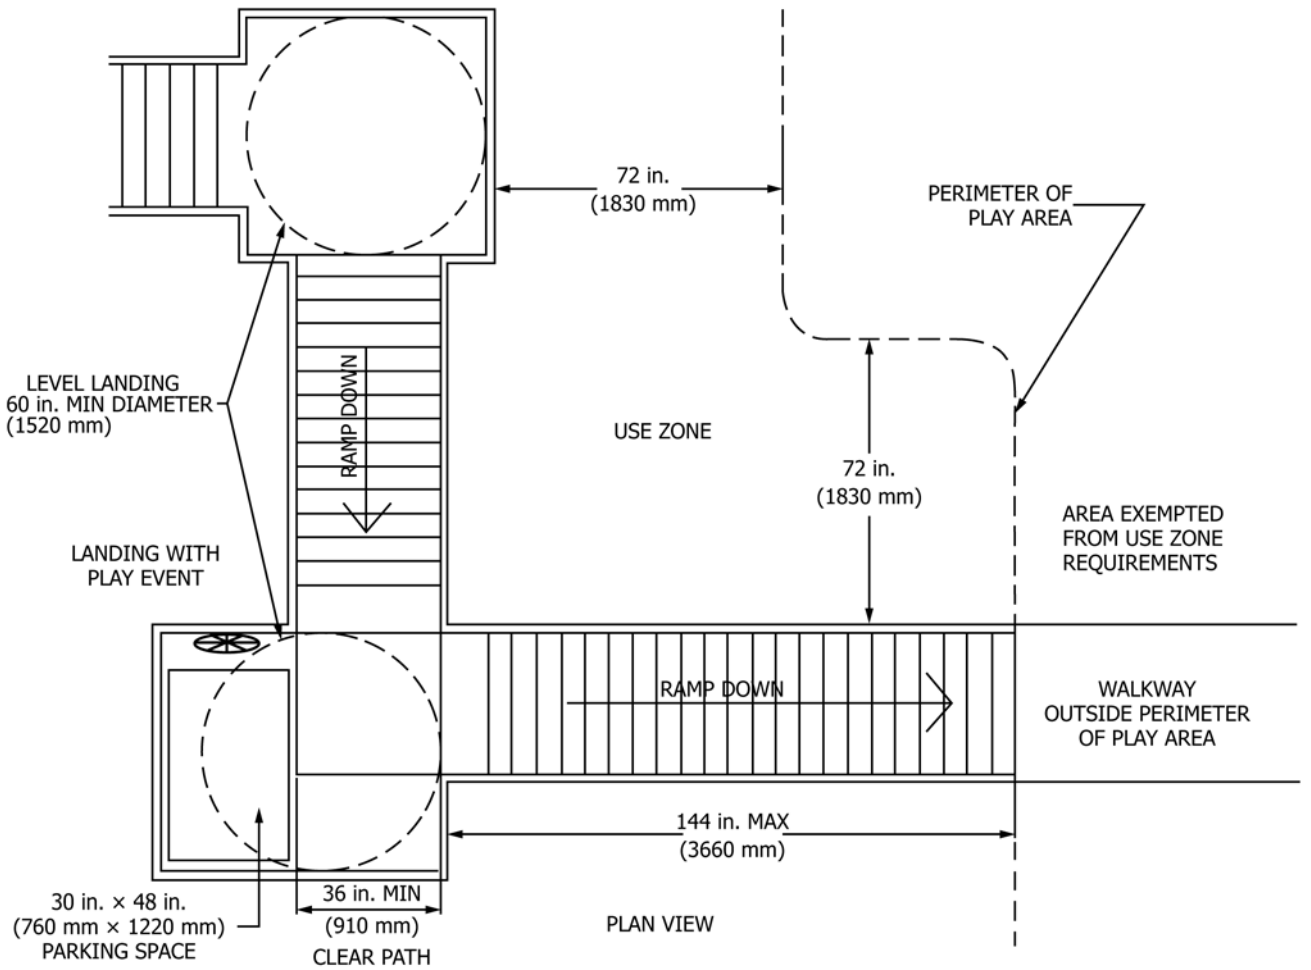 72 in.
(1830 mm)
PERIMETER OF
PLAY AREA
LEVEL LANDING
60 in. MIN DIAMETER
(1520 mm)
RAMP DOWN
USE ZONE
72 in.
(1830 mm)
AREA EXEMPTED
FROM USE ZONE
REQUIREMENTS
LANDING WITH
PLAY EVENT
RAMP DOWN
WALKWAY
OUTSIDE PERIMETER
OF PLAY AREA
144 in. MAX
(3660 mm)
30 in. × 48 in.
(760 mm × 1220 mm)
PARKING SPACE
36 in. MIN
(910 mm)
CLEAR PATH
PLAN VIEW